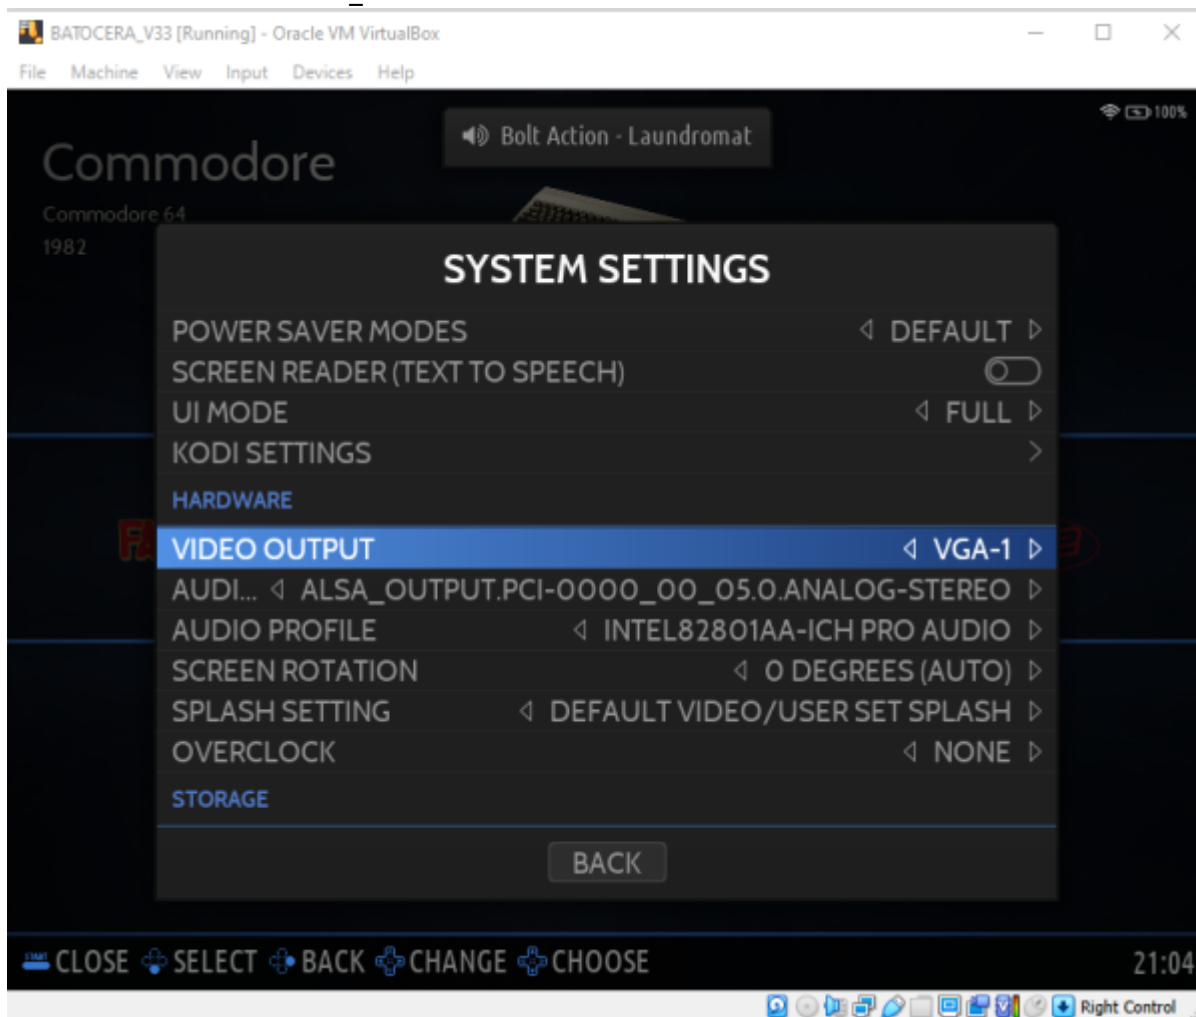 BATOCERA_V33 [Running] - Oracle VM VirtualBox
File Machine View Input Devices Help
100%
Bolt Action - Laundromat
Commodore
Commodore 64
1982
SYSTEM SETTINGS
POWER SAVER MODES DEFAULT
SCREEN READER (TEXT TO SPEECH)
UI MODE FULL
KODI SETTINGS
HARDWARE
VIDEO OUTPUT VGA-1
AUDI... ALSA_OUTPUT.PCI-0000_00_05.0.ANALOG-STEREO
AUDIO PROFILE INTEL82801AA-ICH PRO AUDIO
SCREEN ROTATION 0 DEGREES (AUTO)
SPLASH SETTING DEFAULT VIDEO/USER SET SPLASH
OVERCLOCK NONE
STORAGE
BACK
START CLOSE SELECT BACK CHANGE CHOOSE 21:04
Right Control